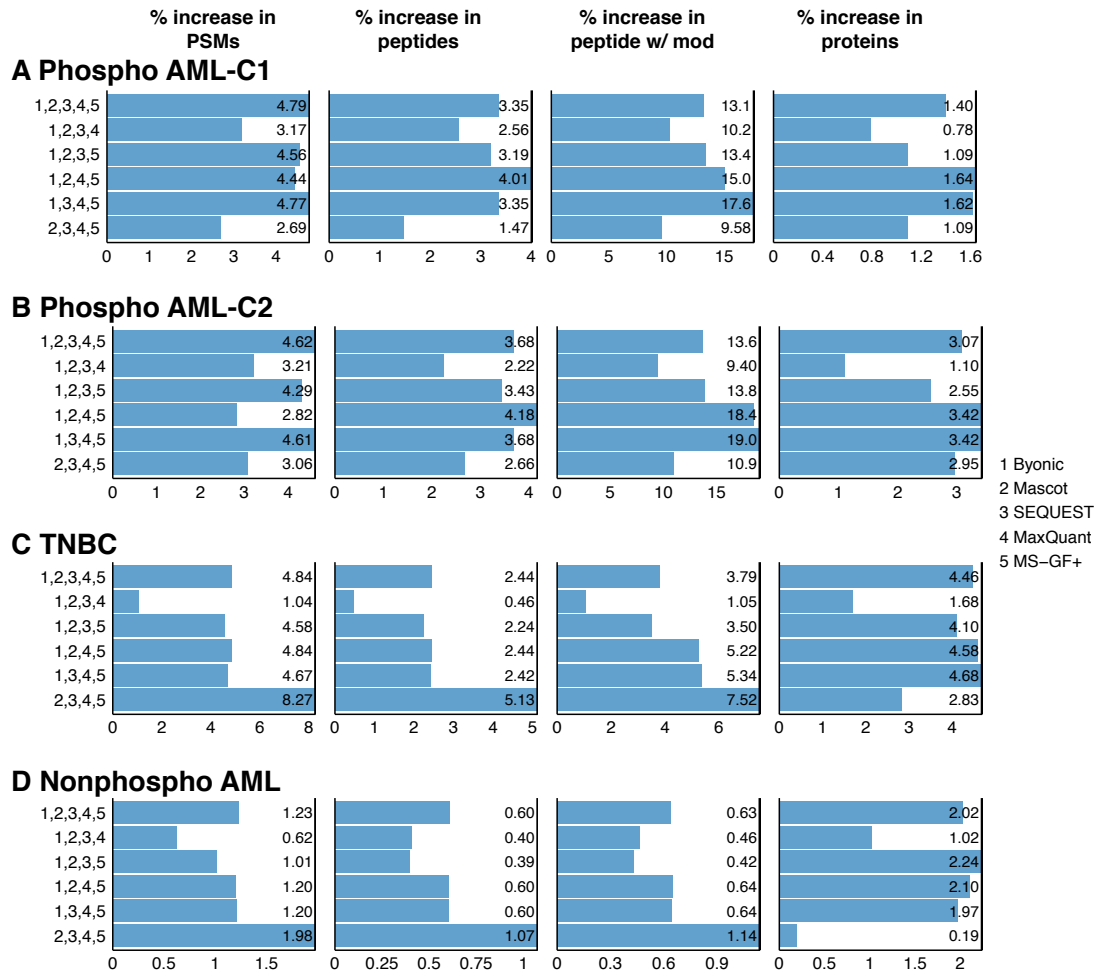 % increase in PSMs
% increase in peptides
% increase in peptide w/ mod
% increase in proteins
A Phospho AML-C1
1,2,3,4,5 4.79 3.35 13.1 1.40
1,2,3,4 3.17 2.56 10.2 0.78
1,2,3,5 4.56 3.19 13.4 1.09
1,2,4,5 4.44 4.01 15.0 1.64
1,3,4,5 4.77 3.35 17.6 1.62
2,3,4,5 2.69 1.47 9.58 1.09
0 1 2 3 4 0 1 2 3 4 0 5 10 15 0 0.4 0.8 1.2 1.6
B Phospho AML-C2
1,2,3,4,5 4.62 3.68 13.6 3.07
1,2,3,4 3.21 2.22 9.40 1.10
1,2,3,5 4.29 3.43 13.8 2.55
1,2,4,5 2.82 4.18 18.4 3.42
1,3,4,5 4.61 3.68 19.0 3.42
2,3,4,5 3.06 2.66 10.9 2.95
0 1 2 3 4 0 1 2 3 4 0 5 10 15 0 1 2 3
1 Byonic
2 Mascot
3 SEQUEST
4 MaxQuant
5 MS−GF+
C TNBC
1,2,3,4,5 4.84 2.44 3.79 4.46
1,2,3,4 1.04 0.46 1.05 1.68
1,2,3,5 4.58 2.24 3.50 4.10
1,2,4,5 4.84 2.44 5.22 4.58
1,3,4,5 4.67 2.42 5.34 4.68
2,3,4,5 8.27 5.13 7.52 2.83
0 2 4 6 8 0 1 2 3 4 5 0 2 4 6 0 1 2 3 4
D Nonphospho AML
1,2,3,4,5 1.23 0.60 0.63 2.02
1,2,3,4 0.62 0.40 0.46 1.02
1,2,3,5 1.01 0.39 0.42 2.24
1,2,4,5 1.20 0.60 0.64 2.10
1,3,4,5 1.20 0.60 0.64 1.97
2,3,4,5 1.98 1.07 1.14 0.19
0 0.5 1 1.5 0 0.25 0.5 0.75 1 0 0.3 0.6 0.9 0 0.5 1 1.5 2